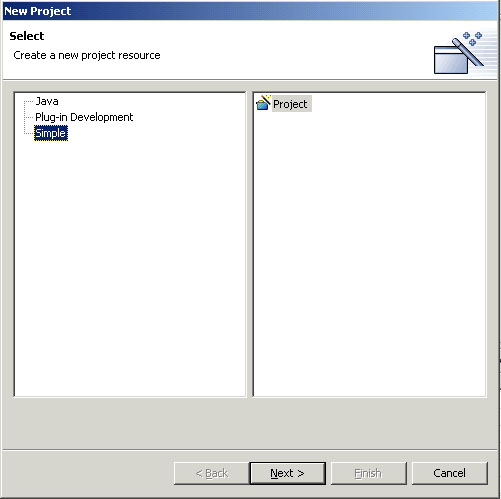 New Project
Select
Create a new project resource
Java
Plug-in Development
Simple
Project
< Back
Next >
Finish
Cancel